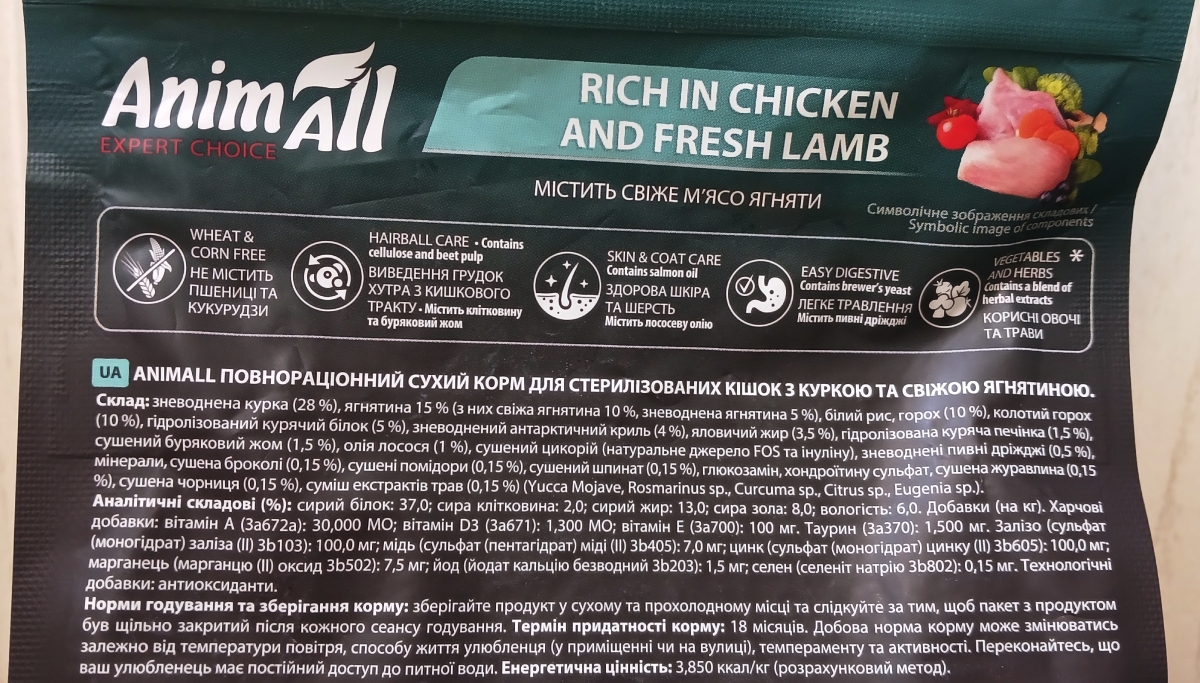 AnimAll
EXPERT CHOICE
RICH IN CHICKEN
AND FRESH LAMB
МІСТИТЬ СВІЖЕ М'ЯСО ЯГНЯТИ
Символічне зображення складових /
Symbolic image of components
WHEAT &
CORN FREE
НЕ МІСТИТЬ
ПШЕНИЦІ ТА
КУКУРУДЗИ
HAIRBALL CARE • Contains
cellulose and beet pulp
ВИВЕДЕННЯ ГРУДОК
ХУТРА З КИШКОВОГО
ТРАКТУ • Містить клітковину
та буряковий жом
SKIN & COAT CARE
Contains salmon oil
ЗДОРОВА ШКІРА
ТА ШЕРСТЬ
Містить лососеву олію
EASY DIGESTIVE
Contains brewer's yeast
ЛЕГКЕ ТРАВЛЕННЯ
Містить пивні дріжджі
VEGETABLES *
AND HERBS
Contains a blend of
herbal extracts
КОРИСНІ ОВОЧІ
ТА ТРАВИ
UA ANIMALL ПОВНОРАЦІОННИЙ СУХИЙ КОРМ ДЛЯ СТЕРИЛІЗОВАНИХ КІШОК З КУРКОЮ ТА СВІЖОЮ ЯГНЯТИНОЮ.
Склад: зневоднена курка (28 %), ягнятина 15 % (з них свіжа ягнятина 10 %, зневоднена ягнятина 5 %), білий рис, горох (10 %), колотий горох
(10 %), гідролізований курячий білок (5 %), зневоднений антарктичний криль (4 %), яловичий жир (3,5 %), гідролізована куряча печінка (1,5 %),
сушений буряковий жом (1,5 %), олія лосося (1 %), сушений цикорій (натуральне джерело FOS та інуліну), зневоднені пивні дріжджі (0,5 %),
мінерали, сушена броколі (0,15 %), сушені помідори (0,15 %), сушений шпинат (0,15 %), глюкозамін, хондроїтину сульфат, сушена журавлина (0,15
%), сушена чорниця (0,15 %), суміш екстрактів трав (0,15 %) (Yucca Mojave, Rosmarinus sp., Curcuma sp., Citrus sp., Eugenia sp.).
Аналітичні складові (%): сирий білок: 37,0; сира клітковина: 2,0; сирий жир: 13,0; сира зола: 8,0; вологість: 6,0. Добавки (на кг). Харчові
добавки: вітамін А (3а672а): 30,000 МО; вітамін D3 (3а671): 1,300 МО; вітамін Е (3а700): 100 мг. Таурин (3а370): 1,500 мг. Залізо (сульфат
(моногідрат) заліза (II) 3b103): 100,0 мг; мідь (сульфат (пентагідрат) міді (II) 3b405): 7,0 мг; цинк (сульфат (моногідрат) цинку (II) 3b605): 100,0 мг;
марганець (марганцю (II) оксид 3b502): 7,5 мг; йод (йодат кальцію безводний 3b203): 1,5 мг; селен (селеніт натрію 3b802): 0,15 мг. Технологічні
добавки: антиоксиданти.
Норми годування та зберігання корму: зберігайте продукт у сухому та прохолодному місці та слідкуйте за тим, щоб пакет з продуктом
був щільно закритий після кожного сеансу годування. Термін придатності корму: 18 місяців. Добова норма корму може змінюватись
залежно від температури повітря, способу життя улюбленця (у приміщенні чи на вулиці), темпераменту та активності. Переконайтесь, що
ваш улюбленець має постійний доступ до питної води. Енергетична цінність: 3,850 ккал/кг (розрахунковий метод).